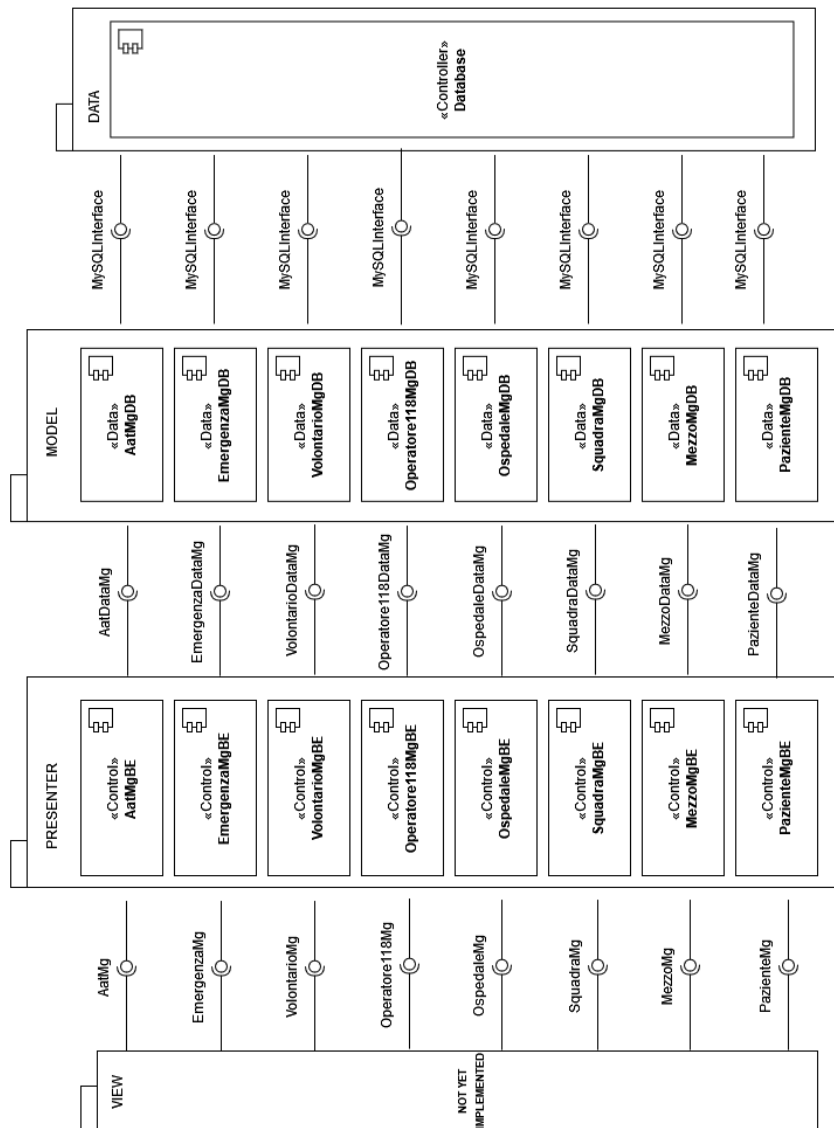 VIEW
NOT YET
IMPLEMENTED
AatMg
EmergenzaMg
VolontarioMg
Operatore118Mg
OspedaleMg
SquadraMg
MezzoMg
PazienteMg
PRESENTER
«Control»
AatMgBE
«Control»
EmergenzaMgBE
«Control»
VolontarioMgBE
«Control»
Operatore118MgBE
«Control»
OspedaleMgBE
«Control»
SquadraMgBE
«Control»
MezzoMgBE
«Control»
PazienteMgBE
AatDataMg
EmergenzaDataMg
VolontarioDataMg
Operatore118DataMg
OspedaleDataMg
SquadraDataMg
MezzoDataMg
PazienteDataMg
MODEL
«Data»
AatMgDB
«Data»
EmergenzaMgDB
«Data»
VolontarioMgDB
«Data»
Operatore118MgDB
«Data»
OspedaleMgDB
«Data»
SquadraMgDB
«Data»
MezzoMgDB
«Data»
PazienteMgDB
MySQLInterface
MySQLInterface
MySQLInterface
MySQLInterface
MySQLInterface
MySQLInterface
MySQLInterface
MySQLInterface
DATA
«Controller»
Database